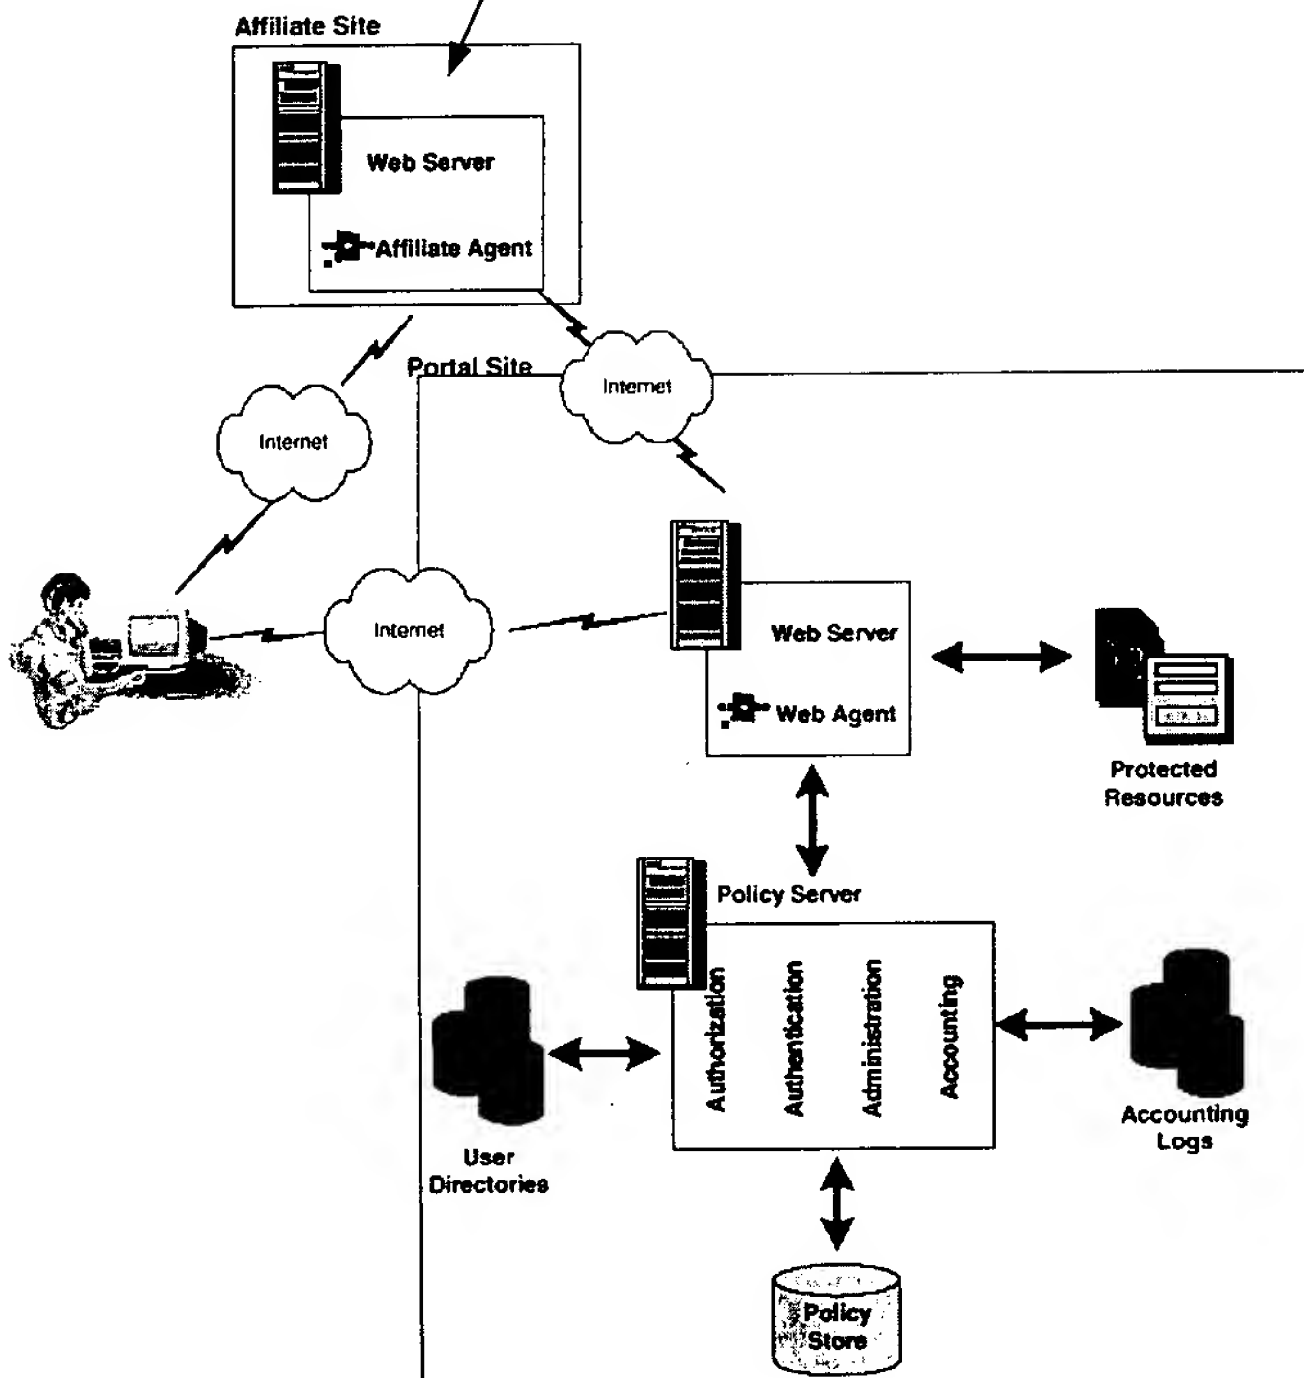 Affiliate Site
Web Server
Affiliate Agent
Portal Site
Internet
Internet
Internet
Web Server
Web Agent
Protected
Resources
Policy Server
Authorization
Authentication
Administration
Accounting
User
Directories
Accounting
Logs
Policy
Store